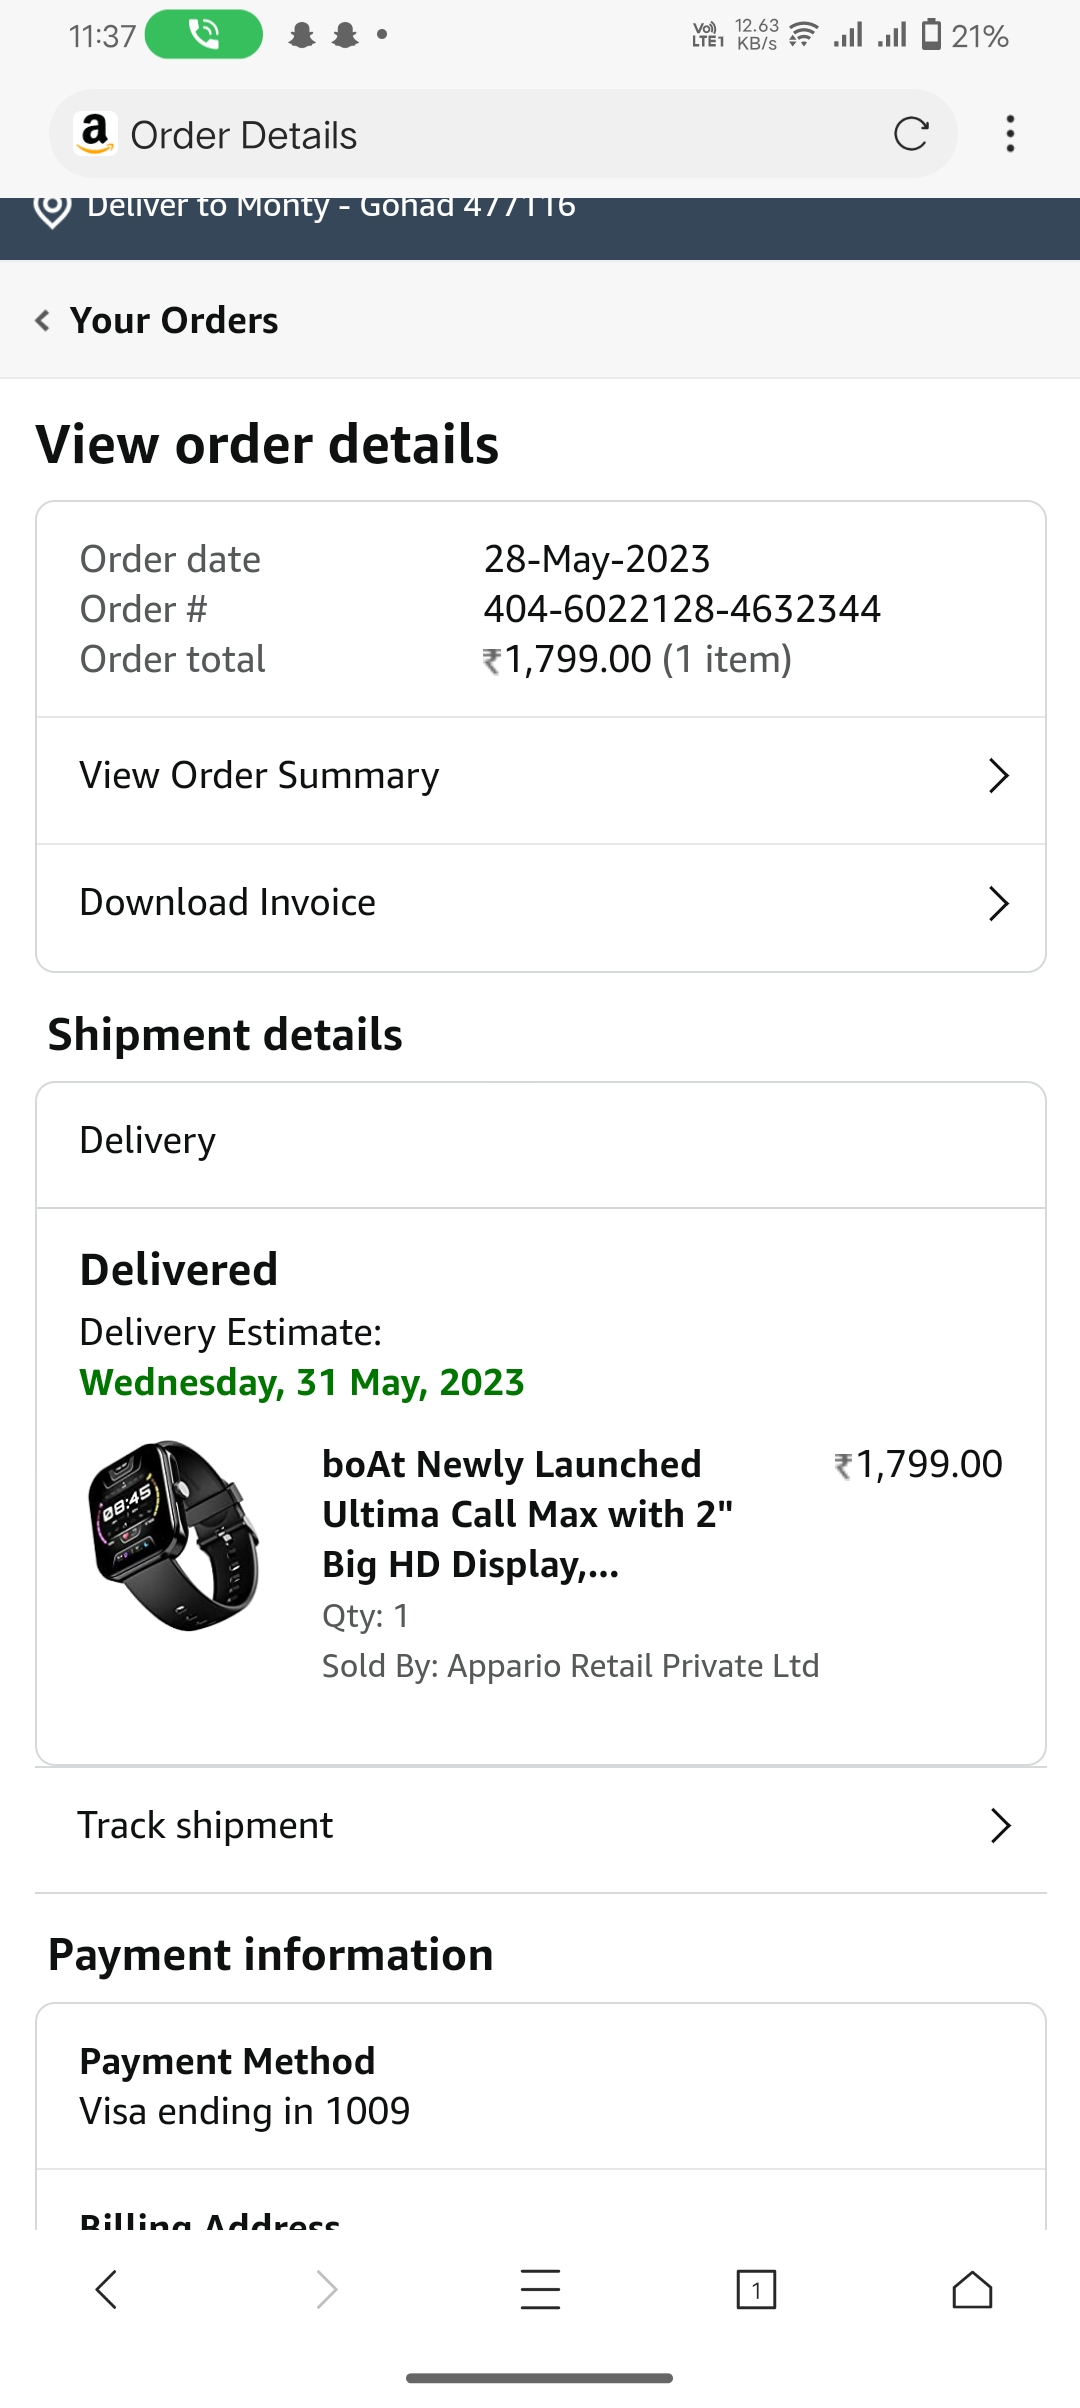 11:37
Vo) 12.63
LTE1 KB/s
21%
a Order Details
Deliver to Monty - Gohad 477116
Your Orders
View order details
Order date 28-May-2023
Order # 404-6022128-4632344
Order total ₹1,799.00 (1 item)
View Order Summary
Download Invoice
Shipment details
Delivery
Delivered
Delivery Estimate:
Wednesday, 31 May, 2023
08:45
boAt Newly Launched ₹1,799.00
Ultima Call Max with 2"
Big HD Display,...
Qty: 1
Sold By: Appario Retail Private Ltd
Track shipment
Payment information
Payment Method
Visa ending in 1009
Billing Address
1